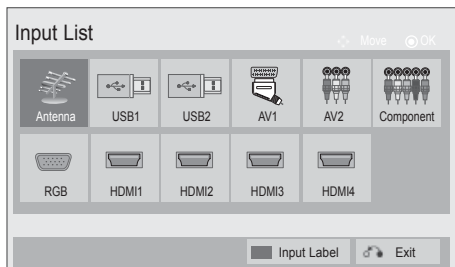 Input List
Move OK
Antenna USB1 USB2 AV1 AV2 Component
RGB HDMI1 HDMI2 HDMI3 HDMI4
Input Label Exit